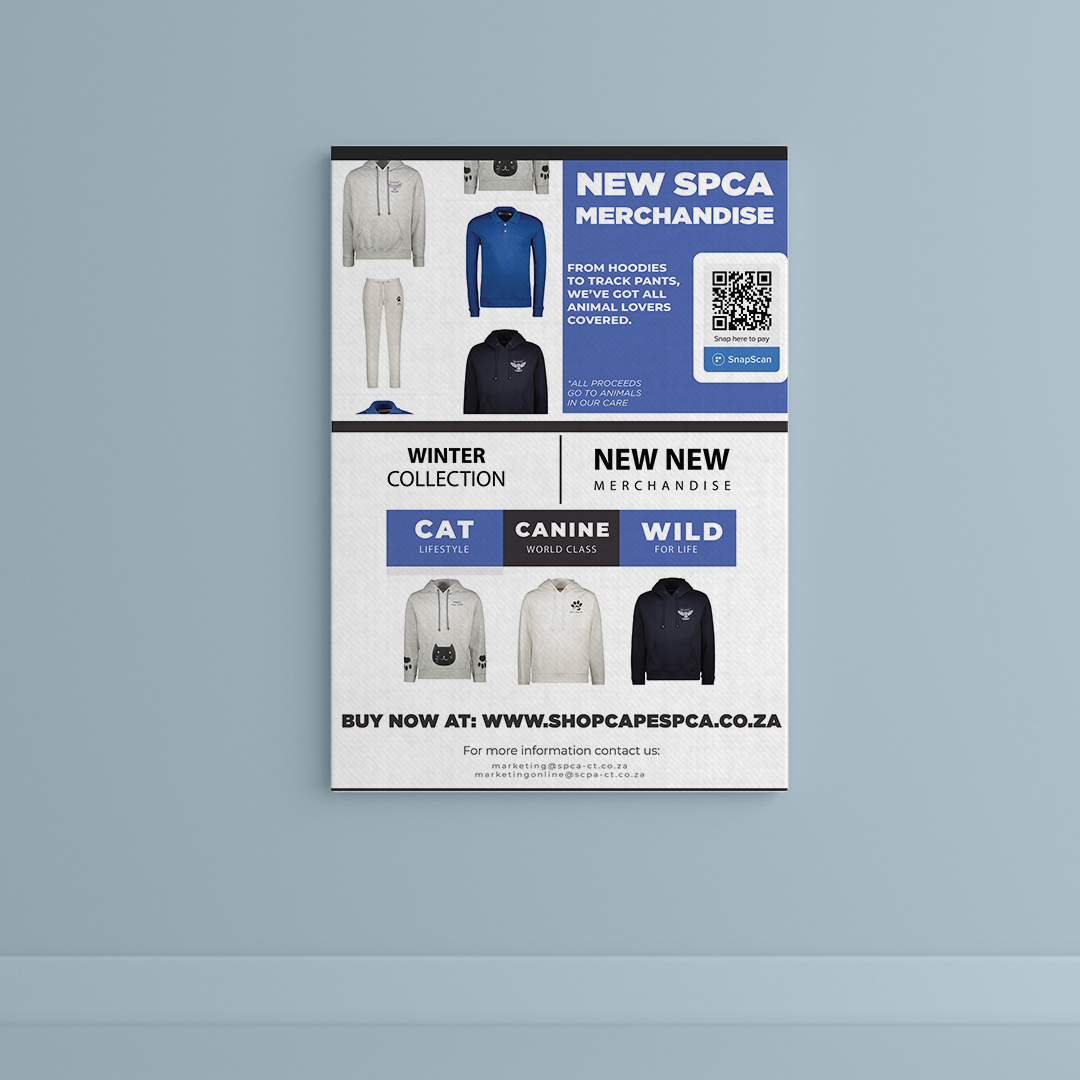 NEW SPCA
MERCHANDISE
FROM HOODIES
TO TRACK PANTS,
WE'VE GOT ALL
ANIMAL LOVERS
COVERED.
Snap here to pay
SnapScan
*ALL PROCEEDS
GO TO ANIMALS
IN OUR CARE
WINTER
COLLECTION
NEW NEW
MERCHANDISE
CAT
LIFESTYLE
CANINE
WORLD CLASS
WILD
FOR LIFE
BUY NOW AT: WWW.SHOPCAPESPCA.CO.ZA
For more information contact us:
marketing@spca-ct.co.za
marketingonline@scpa-ct.co.za